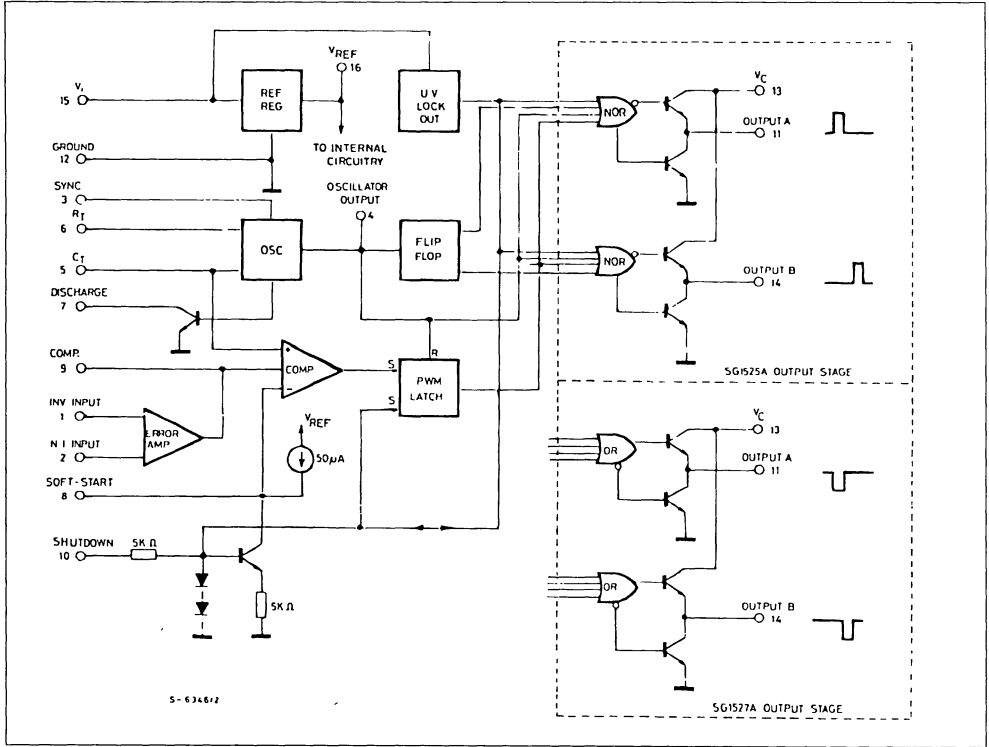 VREF
16
Vi
15
REF
REG
U V
LOCK
OUT
GROUND
12
TO INTERNAL
CIRCUITRY
OSCILLATOR
OUTPUT
4
SYNC
3
RT
6
OSC
FLIP
FLOP
CT
5
DISCHARGE
7
COMP.
9
COMP
+
–
S
R
S
PWM
LATCH
INV INPUT
1
ERROR
AMP
N I INPUT
2
VREF
50µA
SOFT-START
8
SHUTDOWN
10
5K Ω
5K Ω
NOR
VC
13
OUTPUT A
11
NOR
OUTPUT B
14
SG1525A OUTPUT STAGE
OR
VC
13
OUTPUT A
11
OR
OUTPUT B
14
SG1527A OUTPUT STAGE
S-6346/2